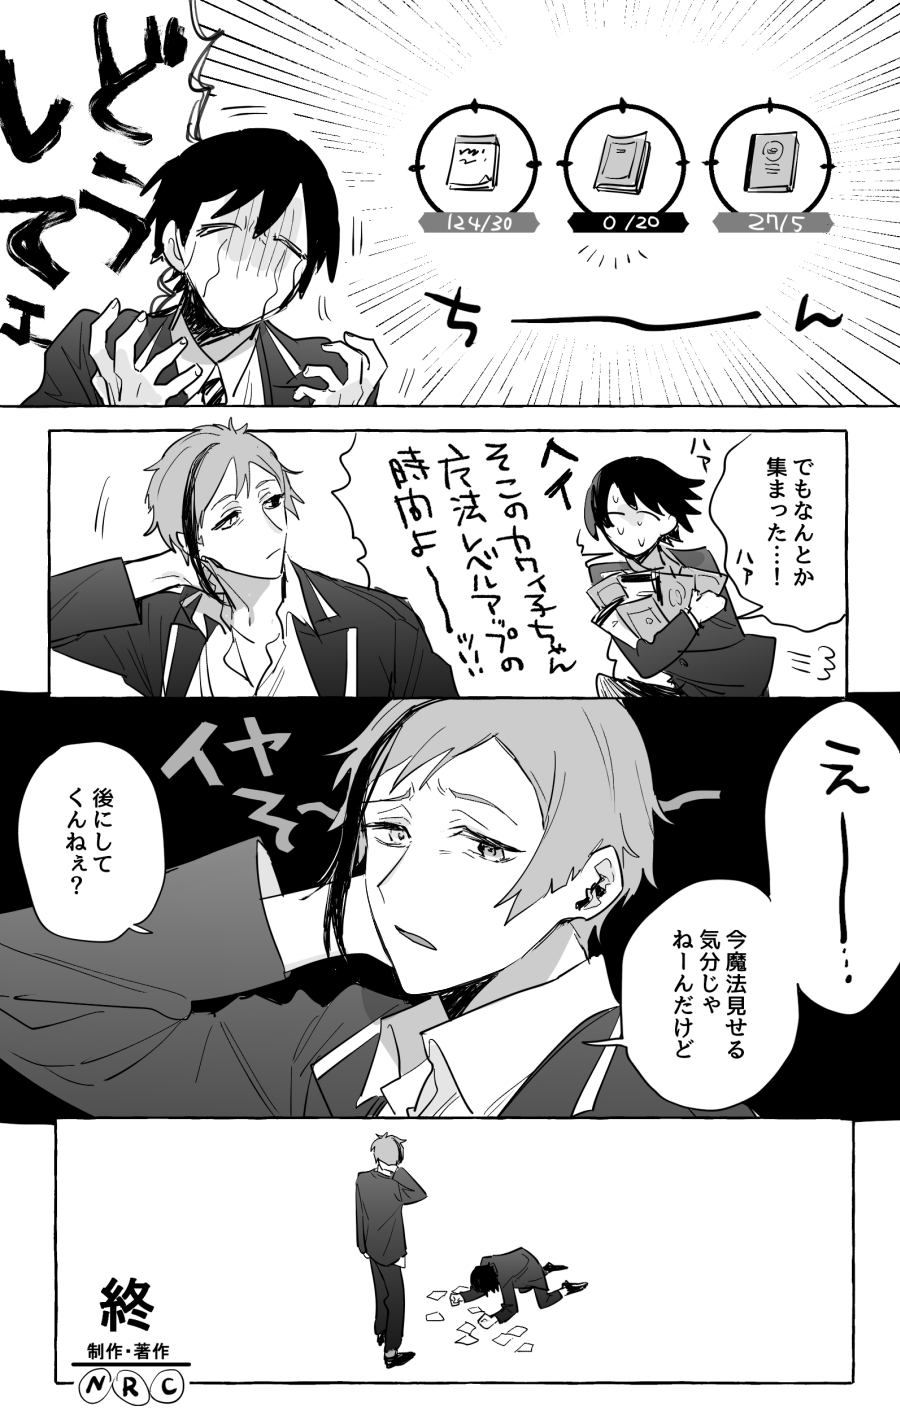 124/30
0/20
27/5
ち
ーん
どう
して
ェ
でもなんとか
集まった…!
ハァ
ハァ
ヘイ
そこのカワイ子ちゃん
魔法レベルアップの
時間よ〜ッ!!
え
ー
…
今魔法見せる
気分じゃ
ねーんだけど
イヤ
そ〜
後にして
くんねぇ?
終
制作・著作
NRC